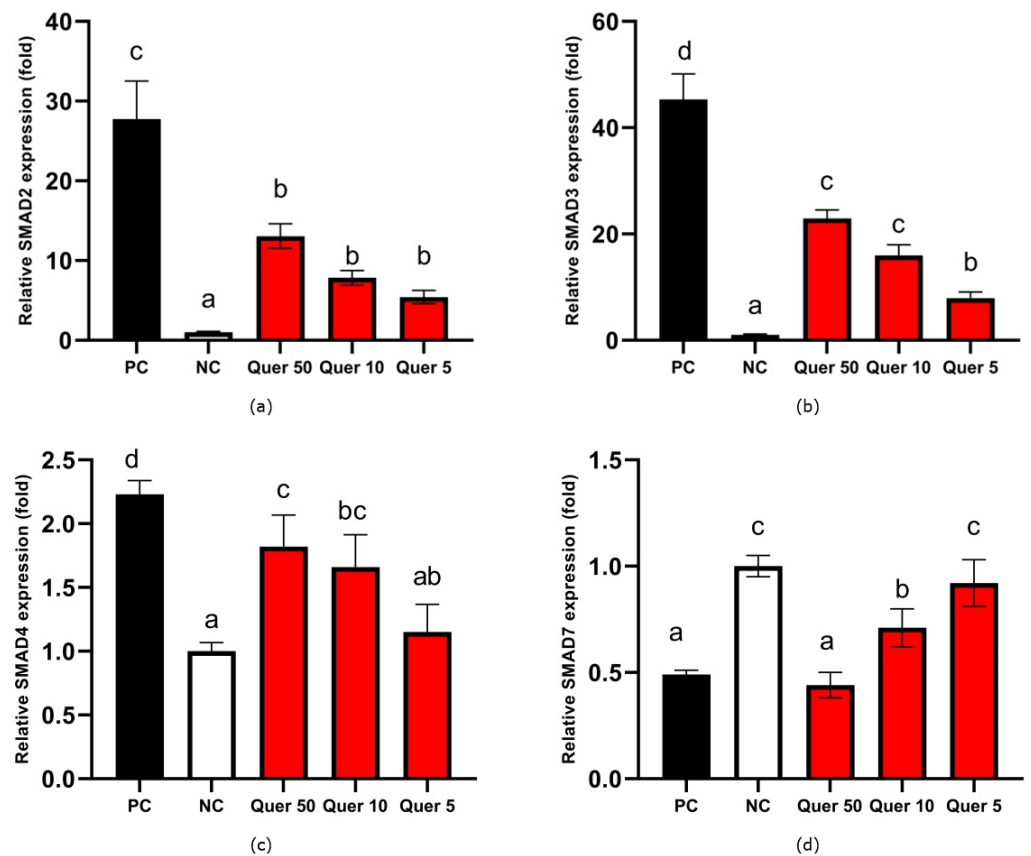 Relative SMAD2 expression (fold)
40
30
20
10
0
c
a
b
b
b
PC NC Quer 50 Quer 10 Quer 5
(a)
Relative SMAD3 expression (fold)
60
40
20
0
d
a
c
c
b
PC NC Quer 50 Quer 10 Quer 5
(b)
Relative SMAD4 expression (fold)
2.5
2.0
1.5
1.0
0.5
0.0
d
a
c
bc
ab
PC NC Quer 50 Quer 10 Quer 5
(c)
Relative SMAD7 expression (fold)
1.5
1.0
0.5
0.0
a
c
a
b
c
PC NC Quer 50 Quer 10 Quer 5
(d)